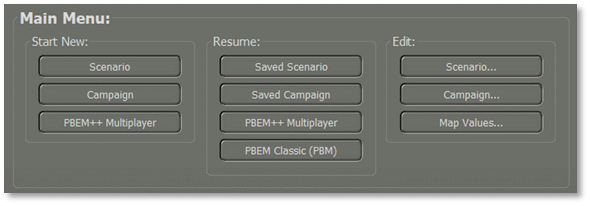 Main Menu:
Start New:
Scenario
Campaign
PBEM++ Multiplayer
Resume:
Saved Scenario
Saved Campaign
PBEM++ Multiplayer
PBEM Classic (PBM)
Edit:
Scenario...
Campaign...
Map Values...